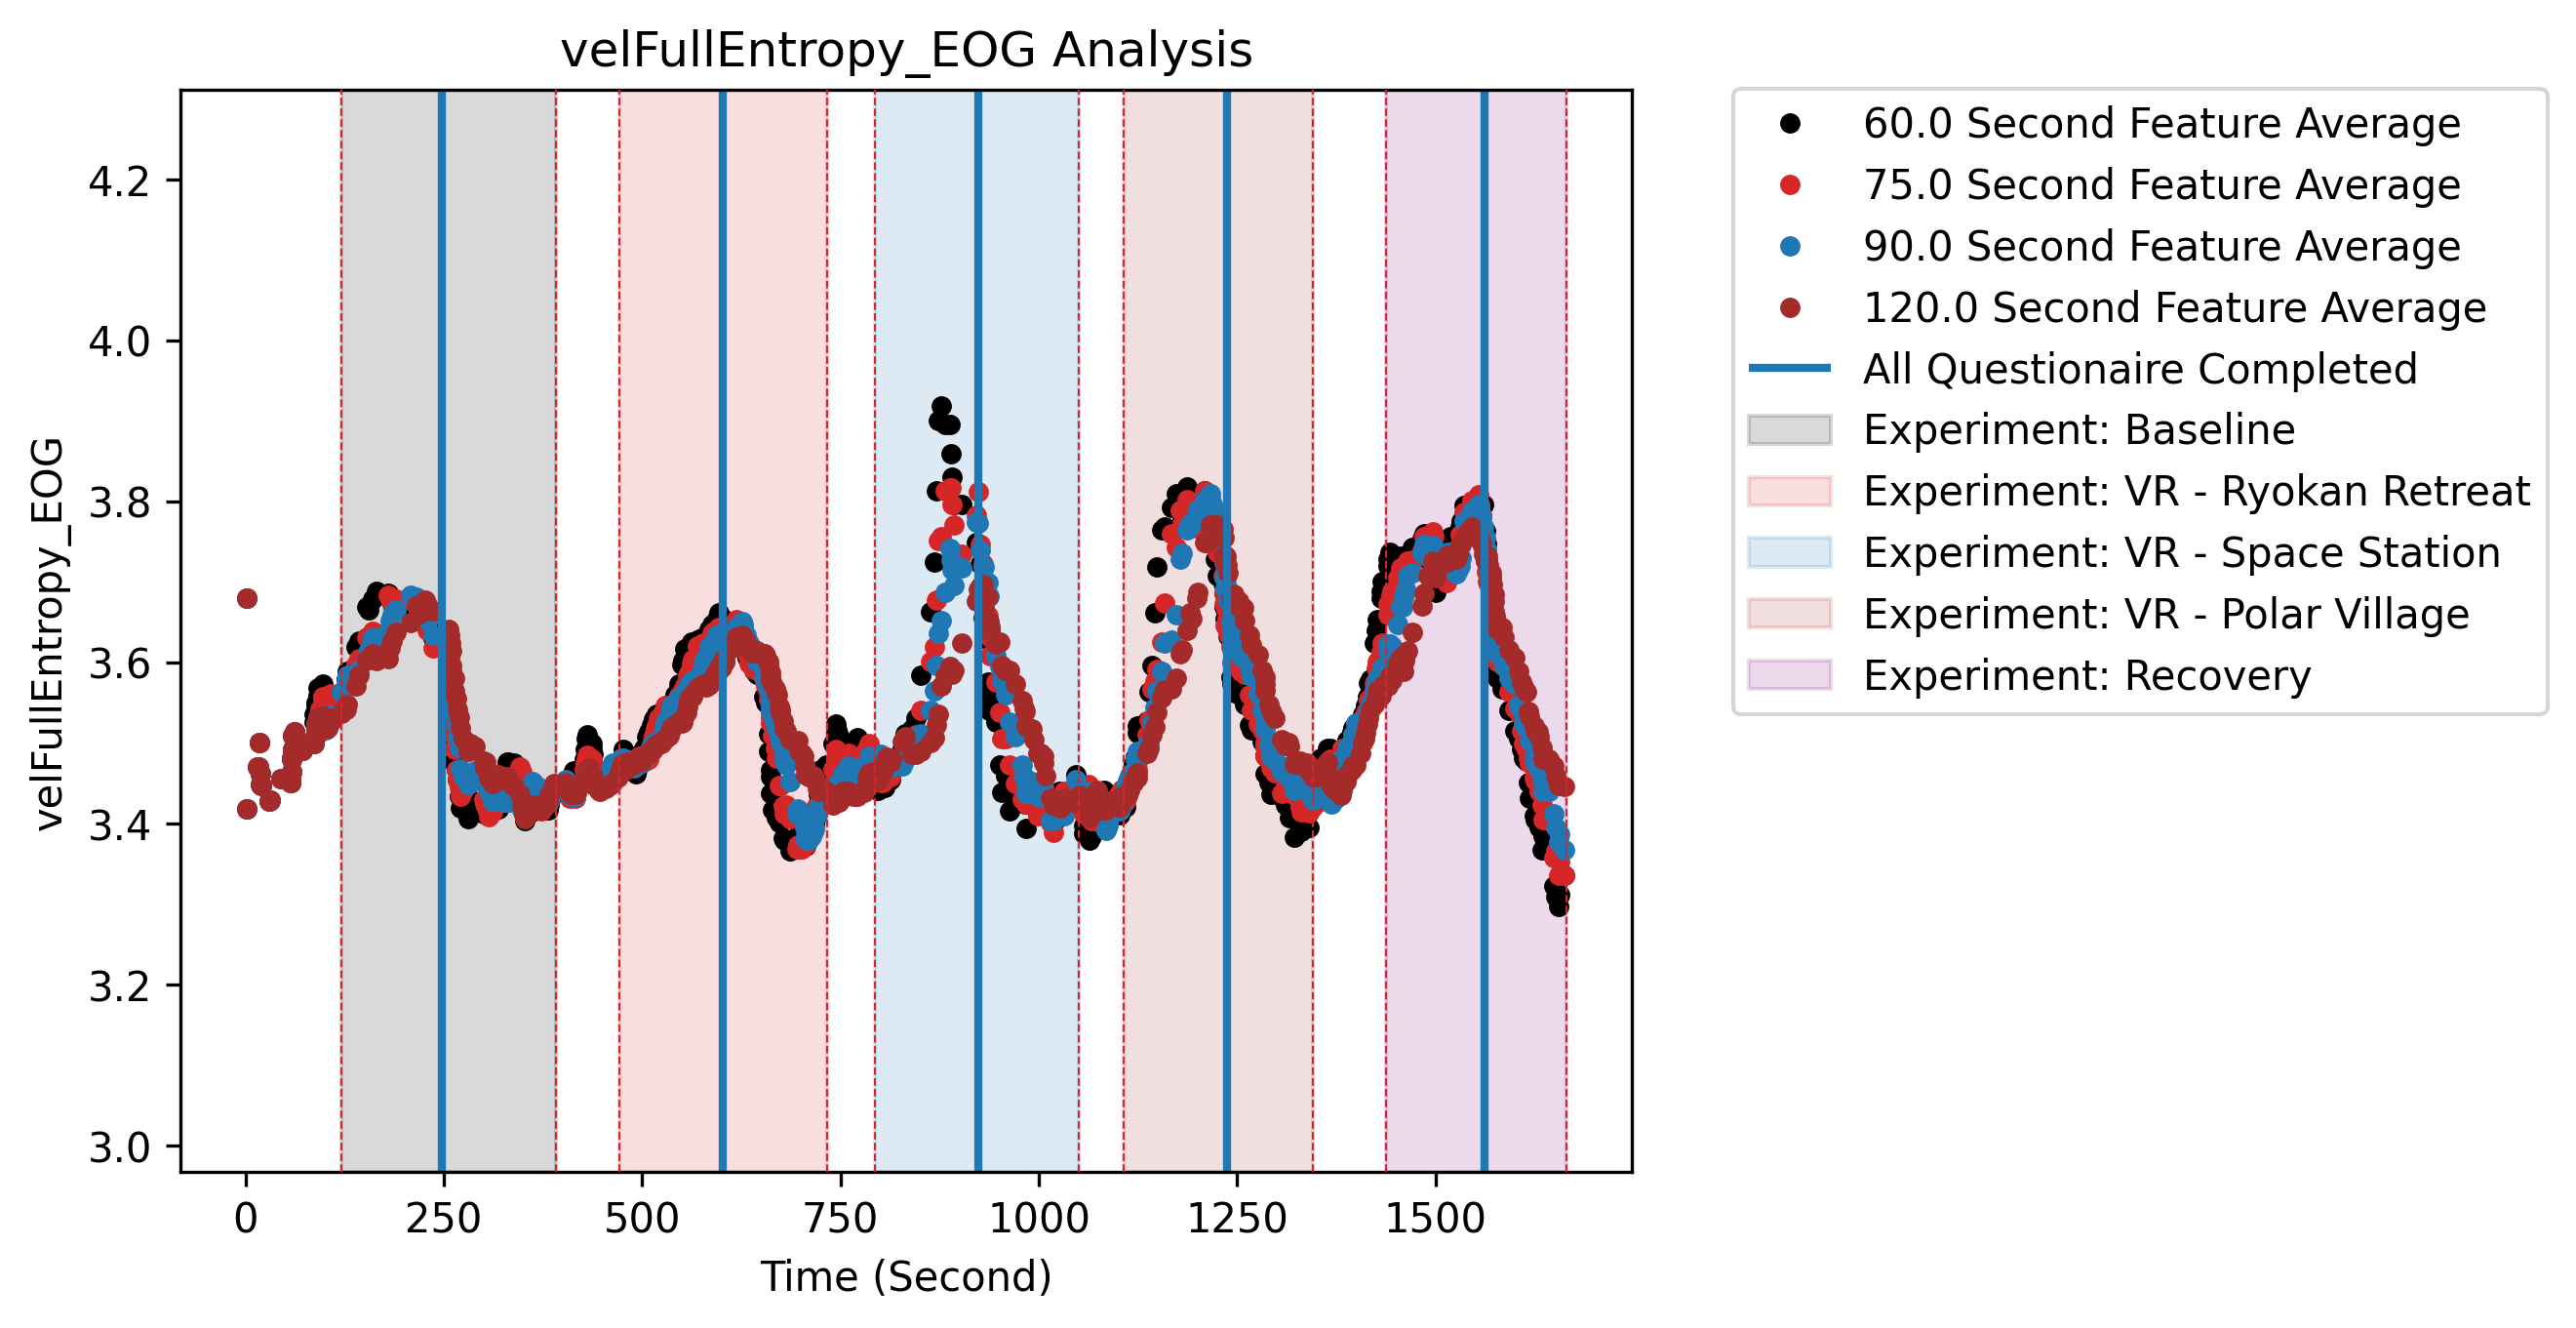 velFullEntropy_EOG Analysis
velFullEntropy_EOG
4.2
4.0
3.8
3.6
3.4
3.2
3.0
0 250 500 750 1000 1250 1500
Time (Second)
60.0 Second Feature Average
75.0 Second Feature Average
90.0 Second Feature Average
120.0 Second Feature Average
All Questionaire Completed
Experiment: Baseline
Experiment: VR - Ryokan Retreat
Experiment: VR - Space Station
Experiment: VR - Polar Village
Experiment: Recovery